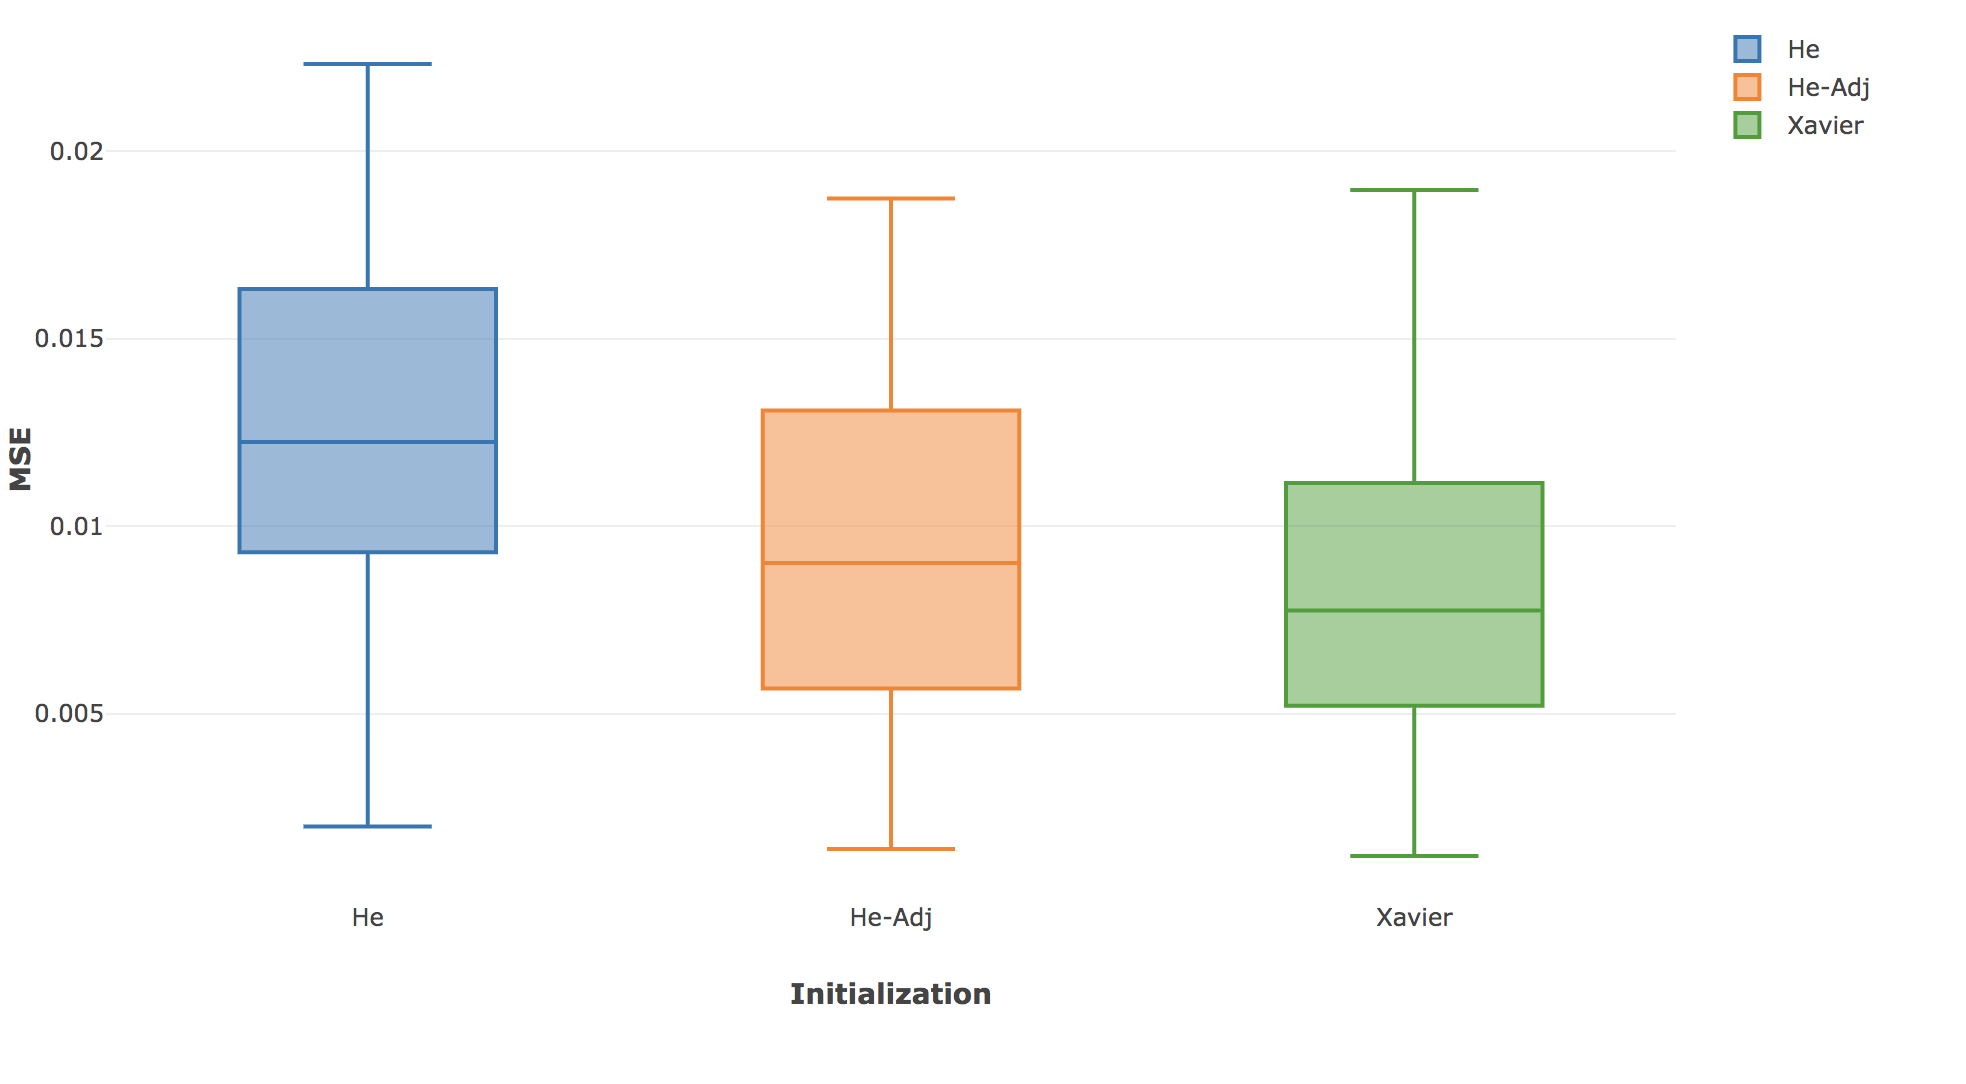 He
He-Adj
Xavier
0.02
0.015
0.01
0.005
MSE
He
He-Adj
Xavier
Initialization